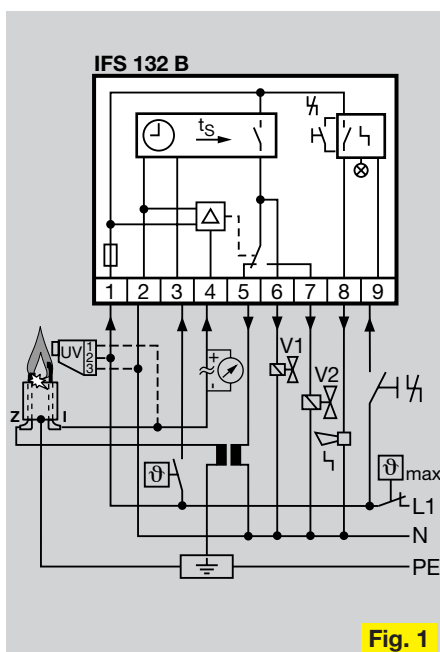 IFS 132 B
tS
1 2 3 4 5 6 7 8 9
UV 1 2 3
+
-
V1
V2
Z I
ϑ
ϑ max
L1
N
PE
Fig. 1